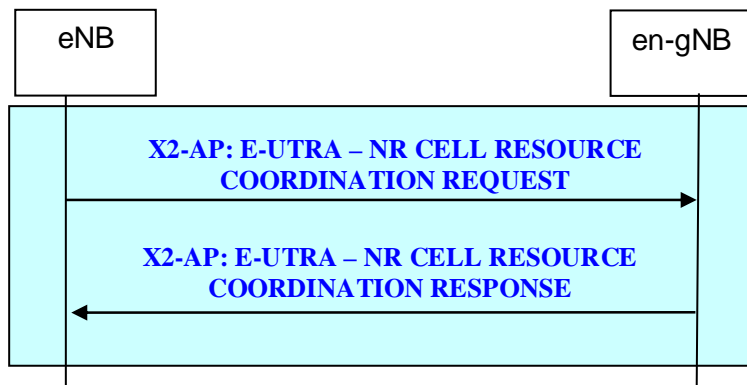 eNB
en-gNB
X2-AP: E-UTRA – NR CELL RESOURCE
COORDINATION REQUEST
X2-AP: E-UTRA – NR CELL RESOURCE
COORDINATION RESPONSE